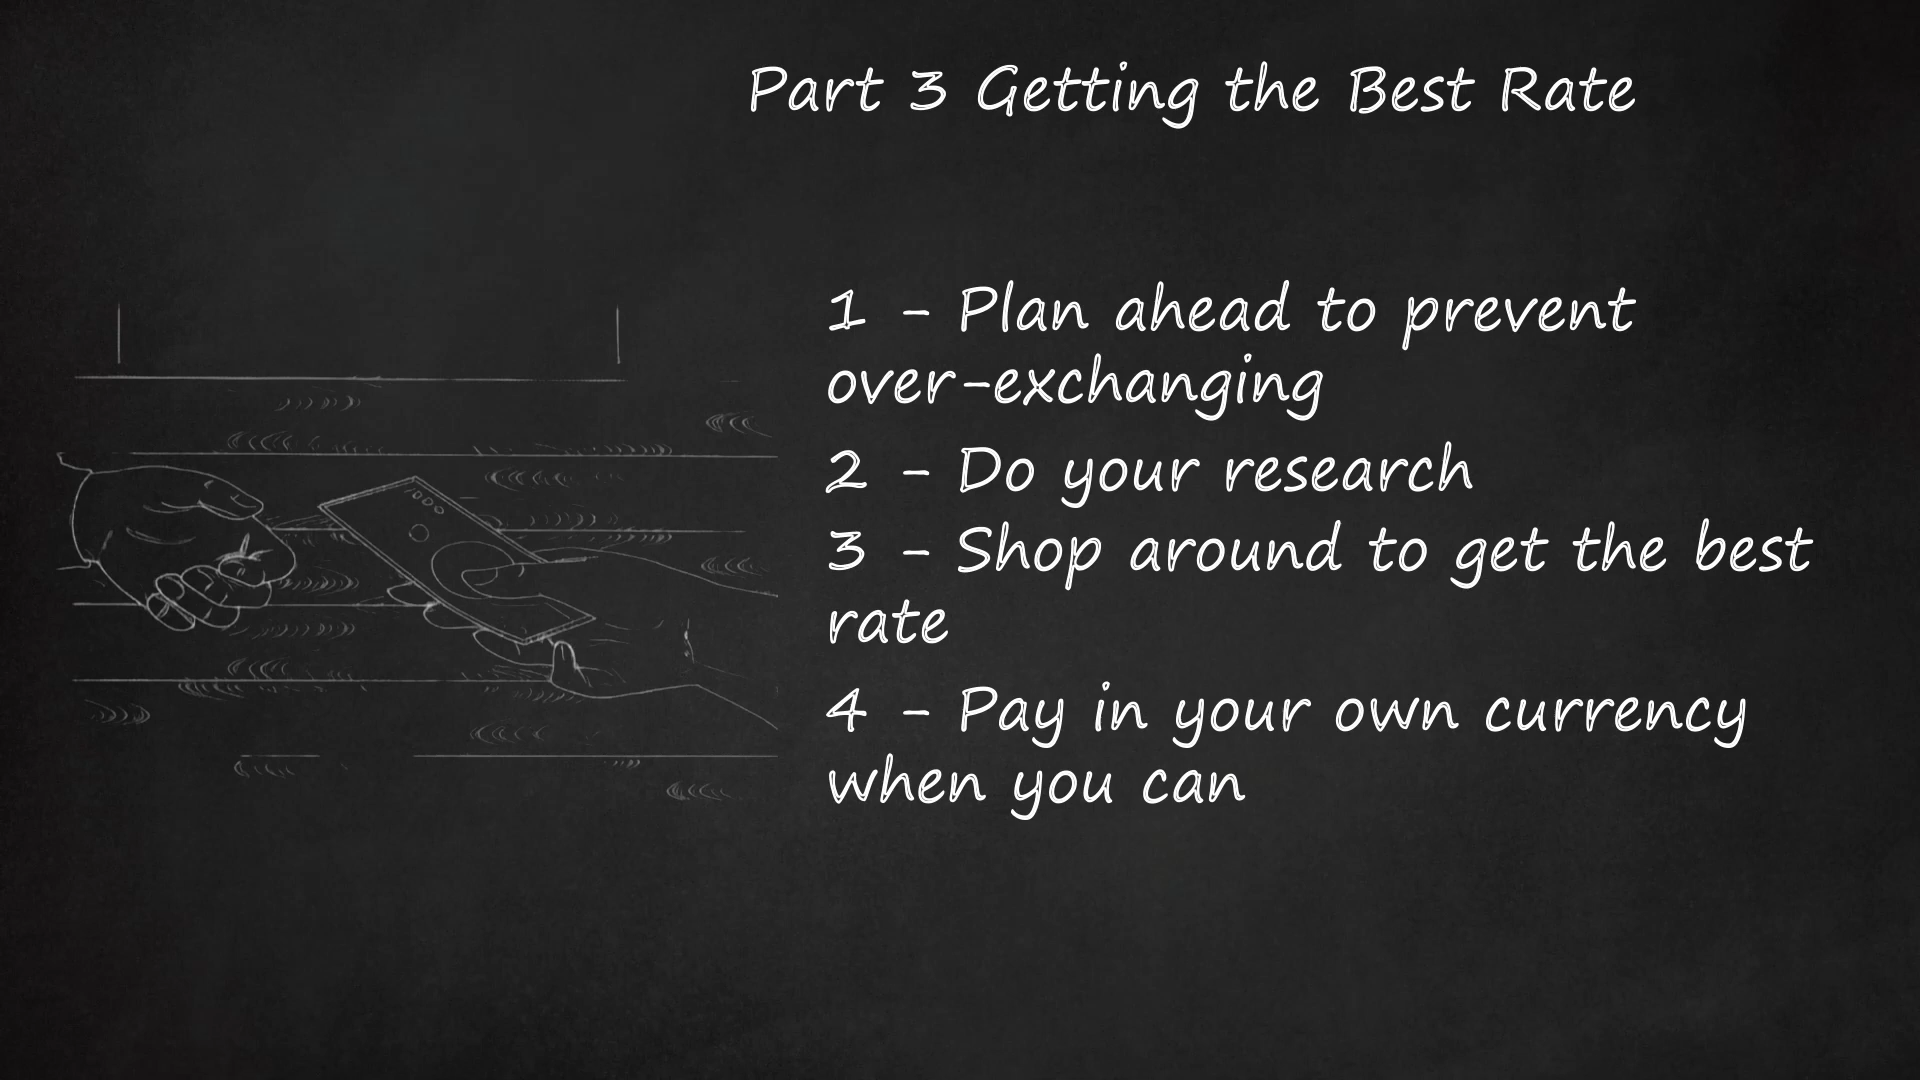 Part 3 Getting the Best Rate
1 - Plan ahead to prevent
over-exchanging
2 - Do your research
3 - Shop around to get the best
rate
4 - Pay in your own currency
when you can